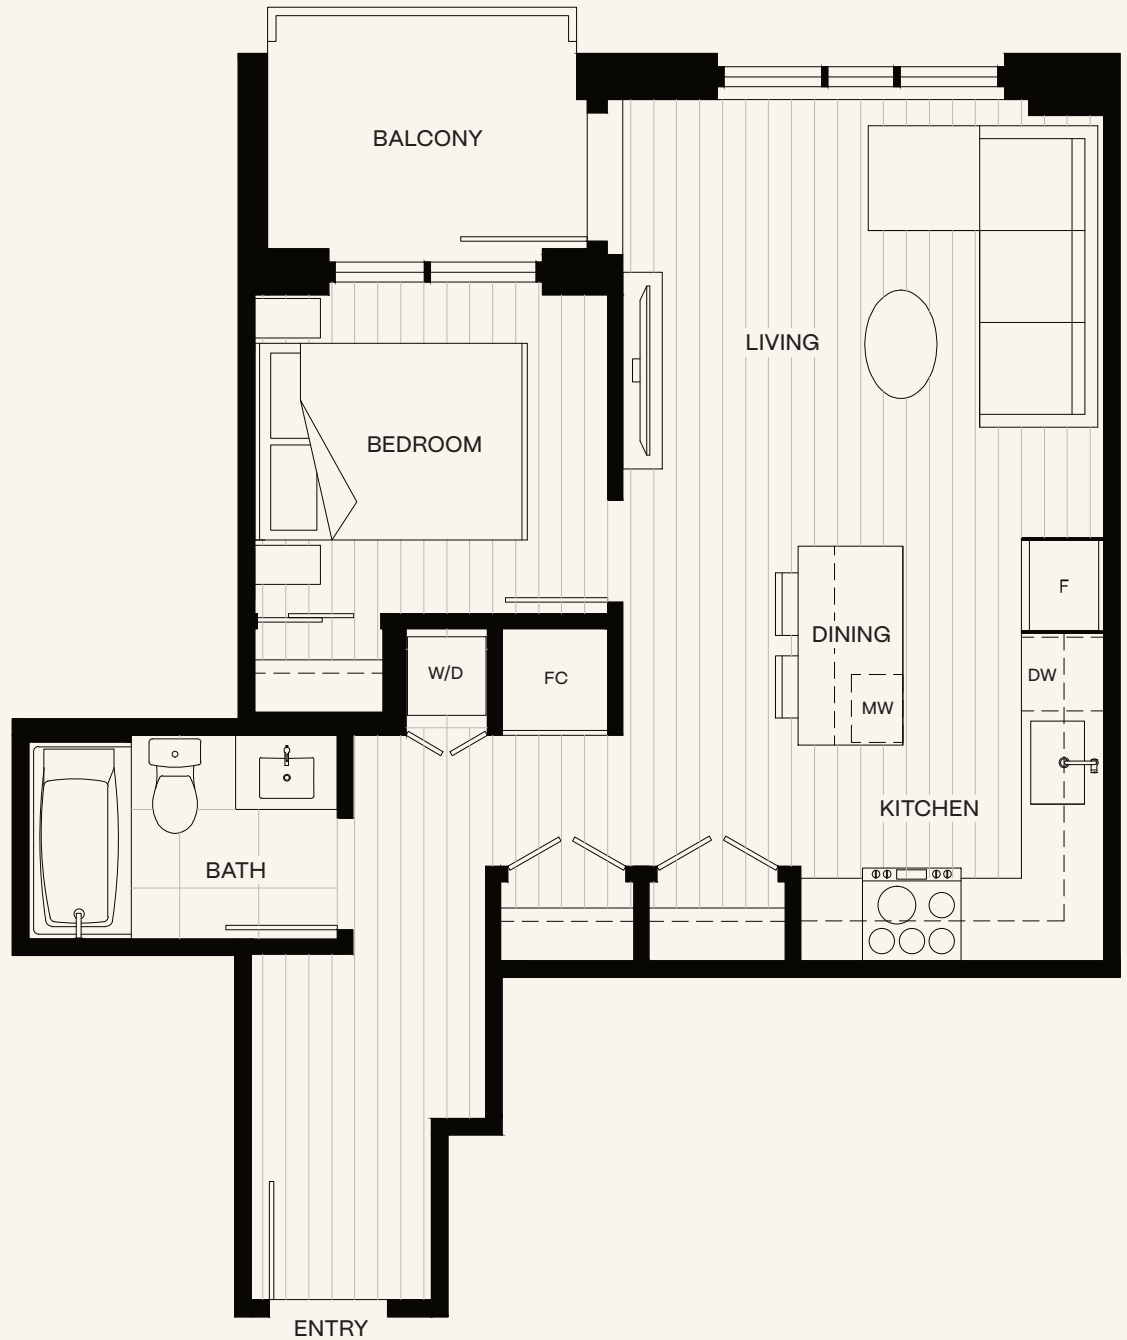 BALCONY
LIVING
BEDROOM
F
DINING
W/D
FC
DW
MW
KITCHEN
BATH
ENTRY